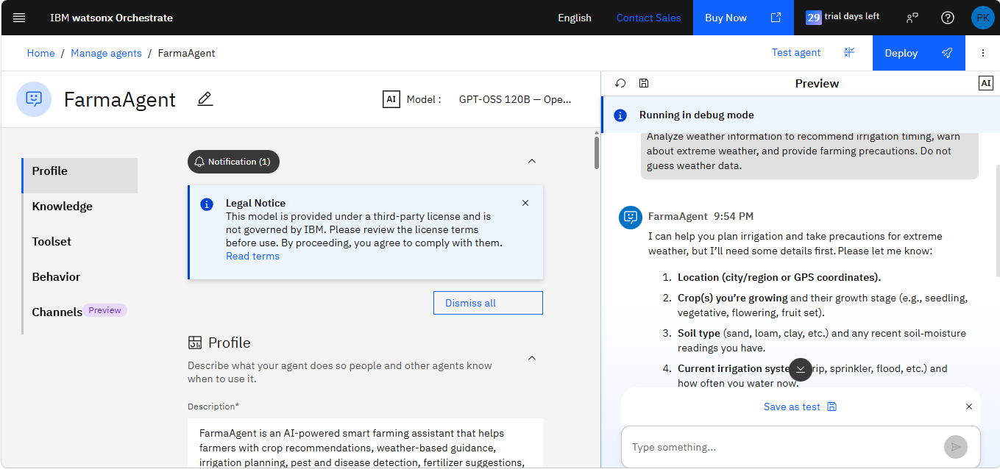 IBM watsonx Orchestrate
English
Contact Sales
Buy Now
29 trial days left
PK
Home / Manage agents / FarmaAgent
Test agent
Deploy
FarmaAgent
AI Model :
GPT-OSS 120B — Ope...
Profile
Knowledge
Toolset
Behavior
Channels Preview
Notification (1)
Legal Notice
This model is provided under a third-party license and is
not governed by IBM. Please review the license terms
before use. By proceeding, you agree to comply with them.
Read terms
Dismiss all
Profile
Describe what your agent does so people and other agents know
when to use it.
Description*
FarmaAgent is an AI-powered smart farming assistant that helps
farmers with crop recommendations, weather-based guidance,
irrigation planning, pest and disease detection, fertilizer suggestions,
Preview
AI
Running in debug mode
Analyze weather information to recommend irrigation timing, warn
about extreme weather, and provide farming precautions. Do not
guess weather data.
FarmaAgent 9:54 PM
I can help you plan irrigation and take precautions for extreme
weather, but I’ll need some details first. Please let me know:
1. Location (city/region or GPS coordinates).
2. Crop(s) you’re growing and their growth stage (e.g., seedling,
vegetative, flowering, fruit set).
3. Soil type (sand, loam, clay, etc.) and any recent soil-moisture
readings you have.
4. Current irrigation syste rip, sprinkler, flood, etc.) and
how often you water now.
Save as test
Type something...